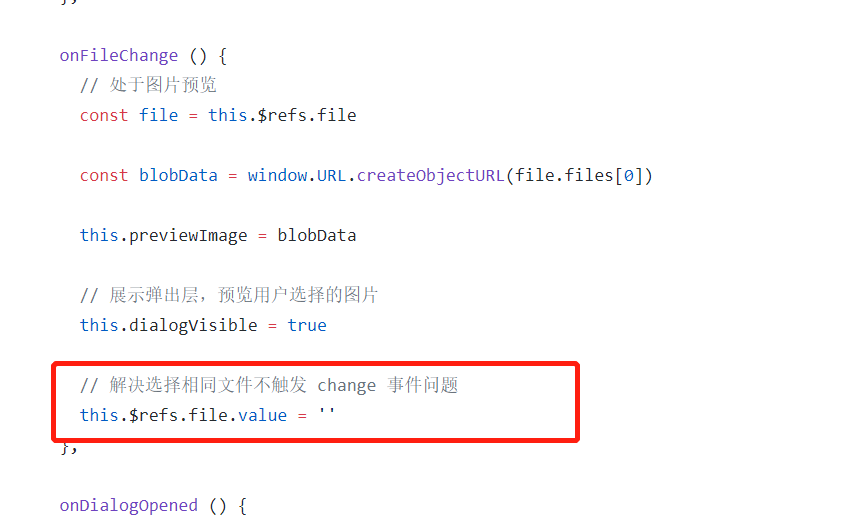 },
onFileChange () {
// 处于图片预览
const file = this.$refs.file
const blobData = window.URL.createObjectURL(file.files[0])
this.previewImage = blobData
// 展示弹出层，预览用户选择的图片
this.dialogVisible = true
// 解决选择相同文件不触发 change 事件问题
this.$refs.file.value = ''
},
onDialogOpened () {